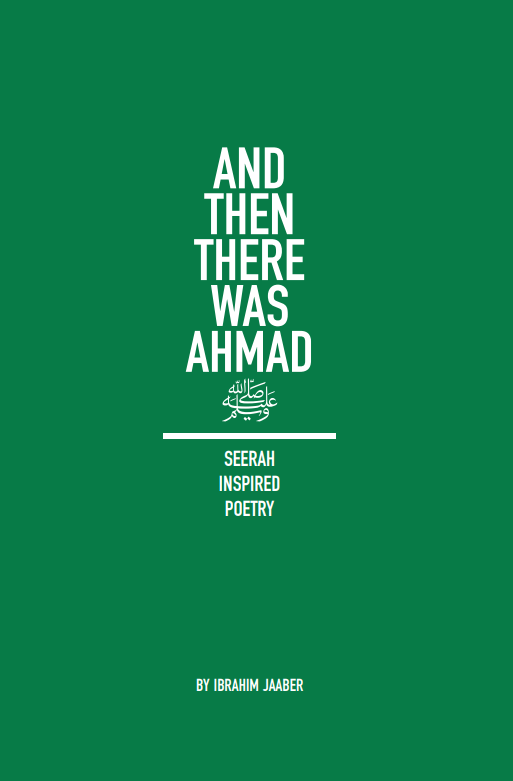 AND
THEN
THERE
WAS
AHMAD
صلى الله عليه وسلم
SEERAH
INSPIRED
POETRY
BY IBRAHIM JAABER